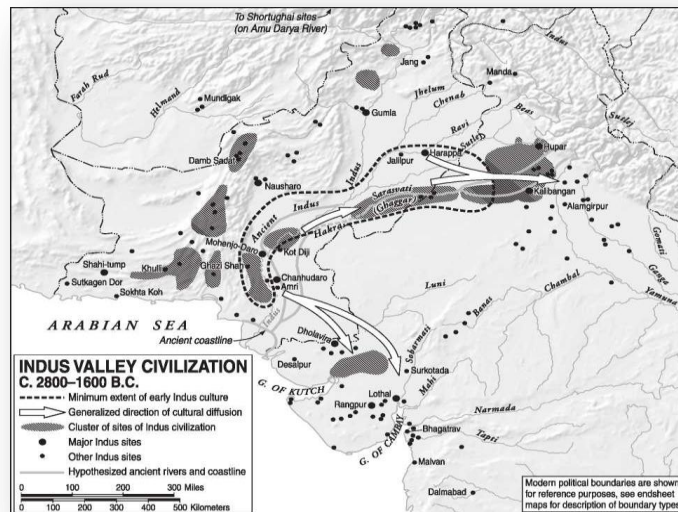 To Shortughai sites
(on Amu Darya River)
Indus
Jang
Manda
Farah Rud
Helmand
Mundigak
Jhelum
Chenab
Gumla
Ravi
Beas
Sutlej
Sutlej
Jalilpur
Harappa
Rupar
Damb Sadat
Indus
Nausharo
Sarasvati
(Ghaggar)
Kalibangan
Alamgirpur
Ancient
Indus
Hakra
Mohenjo-Daro
Kot Diji
Gomati
Ganga
Yamuna
Shahi-tump
Khulli
Ghazi Shah
Chanhudaro
Amri
Sutkagen Dor
Sokhta Koh
Luni
Chambal
Banas
Indus
ARABIAN SEA
Ancient coastline
Dholavira
Sabarmati
INDUS VALLEY CIVILIZATION
C. 2800–1600 B.C.
Minimum extent of early Indus culture
Generalized direction of cultural diffusion
Cluster of sites of Indus civilization
Major Indus sites
Other Indus sites
Hypothesized ancient rivers and coastline
0 100 200 300 Miles
0 100 200 300 400 500 Kilometers
Desalpur
Surkotada
G. OF KUTCH
Mahi
Lothal
Rangpur
Narmada
G. OF CAMBAY
Bhagatrav
Tapti
Malvan
Dalmabad
Modern political boundaries are shown
for reference purposes, see endsheet
maps for description of boundary types